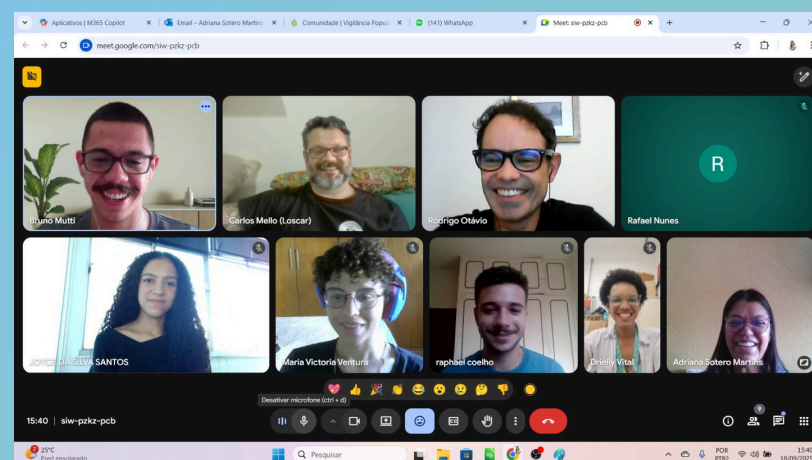 Aplicativos | M365 Copilot
Email – Adriana Sotero Martins
Comunidade | Vigilância Popul
(141) WhatsApp
Meet: siw-pzkz-pcb
meet.google.com/siw-pzkz-pcb
Bruno Mutti
Carlos Mello (Loscar)
Rodrigo Otávio
R
Rafael Nunes
JOYCE DA SILVA SANTOS
Maria Victoria Ventura
raphael coelho
Drielly Vital
Adriana Sotero Martins
Desativar microfone (ctrl + d)
15:40 | siw-pzkz-pcb
9
25°C
Pred ensolarado
Pesquisar
POR
PTB2